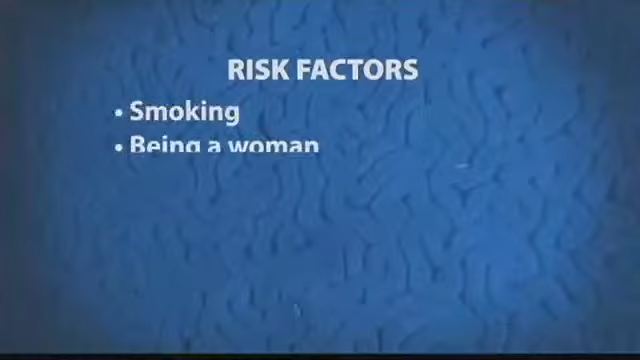 RISK FACTORS
• Smoking
• Being a woman